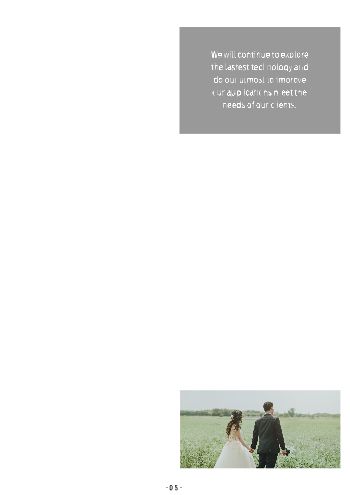 We will continue to explore
the lastest technology and
do our utmost to improve
our applications meet the
needs of our clients.
-05-